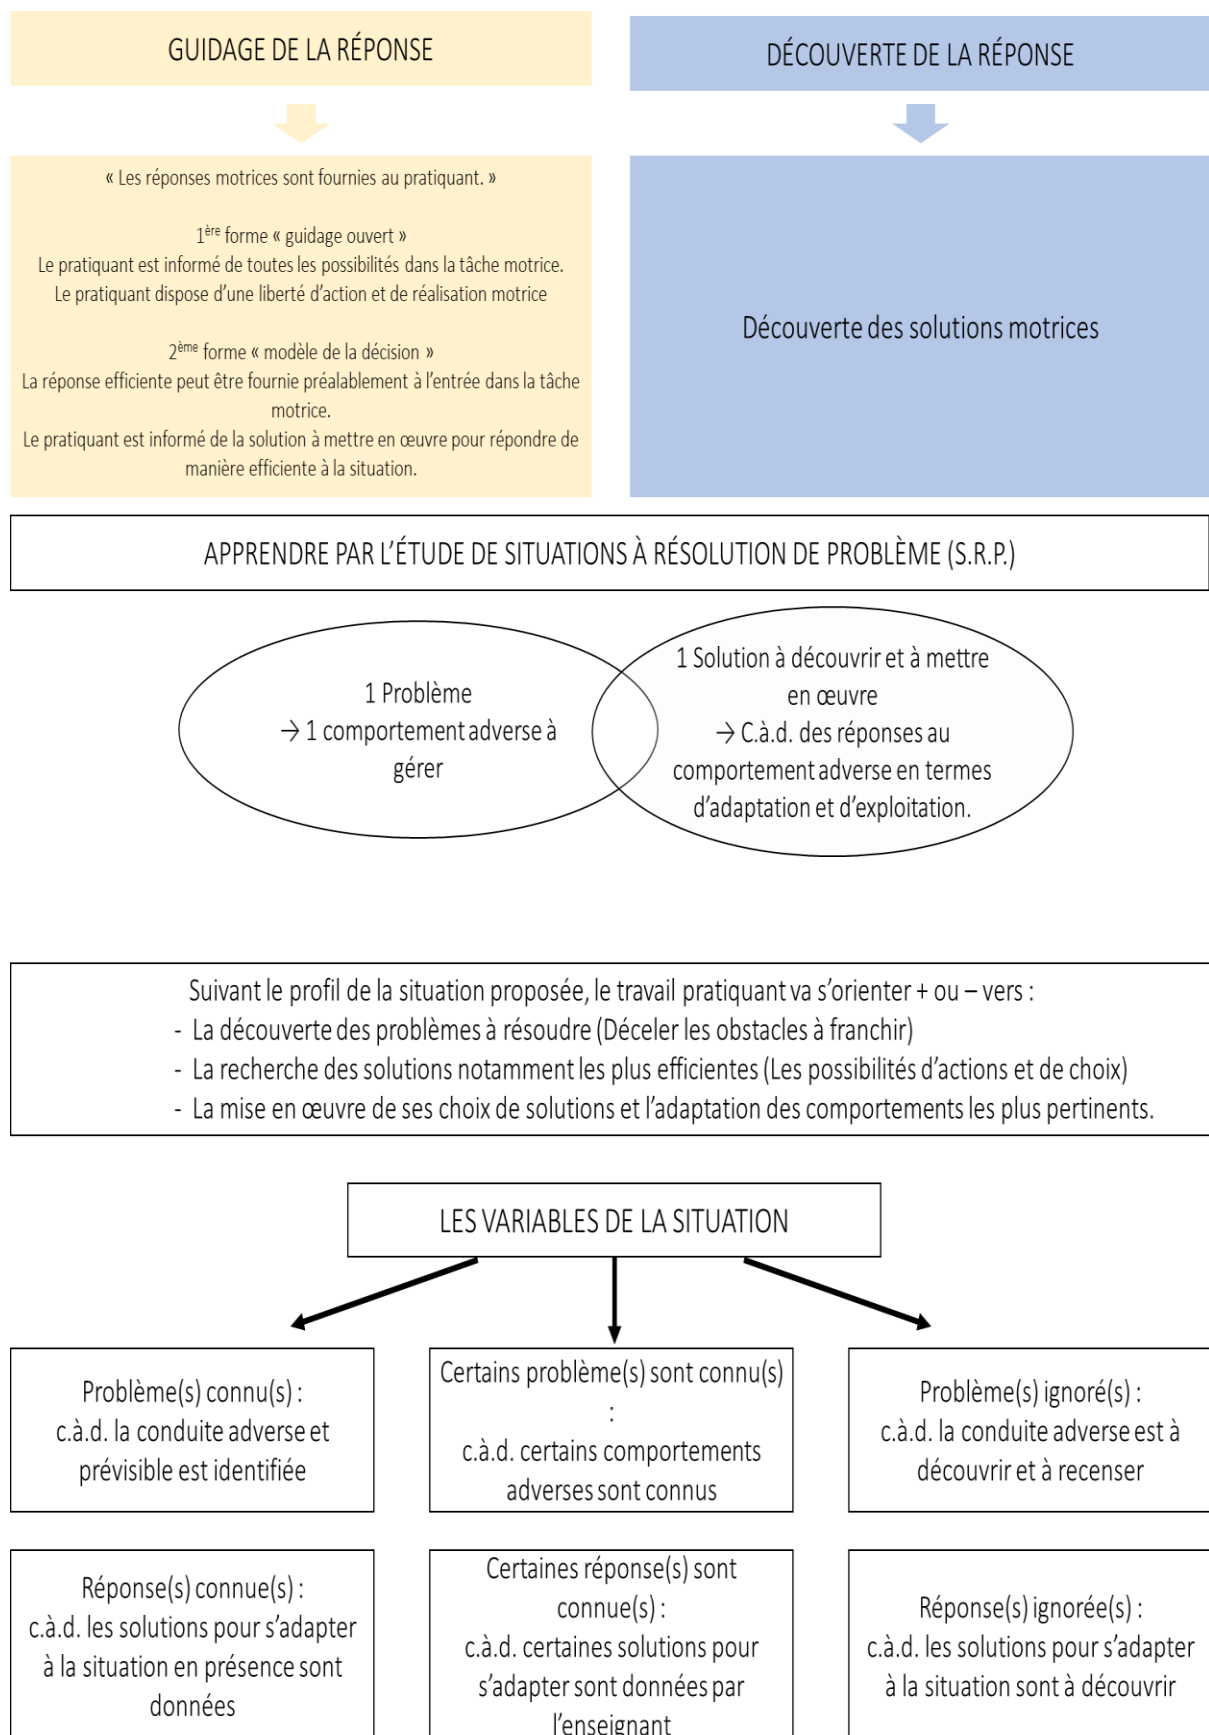 GUIDAGE DE LA RÉPONSE
DÉCOUVERTE DE LA RÉPONSE
« Les réponses motrices sont fournies au pratiquant. »
1ère forme « guidage ouvert »
Le pratiquant est informé de toutes les possibilités dans la tâche motrice.
Le pratiquant dispose d’une liberté d’action et de réalisation motrice
2ème forme « modèle de la décision »
La réponse efficiente peut être fournie préalablement à l’entrée dans la tâche
motrice.
Le pratiquant est informé de la solution à mettre en œuvre pour répondre de
manière efficiente à la situation.
Découverte des solutions motrices
APPRENDRE PAR L’ÉTUDE DE SITUATIONS À RÉSOLUTION DE PROBLÈME (S.R.P.)
1 Problème
→ 1 comportement adverse à
gérer
1 Solution à découvrir et à mettre
en œuvre
→ C.à.d. des réponses au
comportement adverse en termes
d’adaptation et d’exploitation.
Suivant le profil de la situation proposée, le travail pratiquant va s’orienter + ou – vers :
- La découverte des problèmes à résoudre (Déceler les obstacles à franchir)
- La recherche des solutions notamment les plus efficientes (Les possibilités d’actions et de choix)
- La mise en œuvre de ses choix de solutions et l’adaptation des comportements les plus pertinents.
LES VARIABLES DE LA SITUATION
Problème(s) connu(s) :
c.à.d. la conduite adverse et
prévisible est identifiée
Certains problème(s) sont connu(s)
:
c.à.d. certains comportements
adverses sont connus
Problème(s) ignoré(s) :
c.à.d. la conduite adverse est à
découvrir et à recenser
Réponse(s) connue(s) :
c.à.d. les solutions pour s’adapter
à la situation en présence sont
données
Certaines réponse(s) sont
connue(s) :
c.à.d. certaines solutions pour
s’adapter sont données par
l’enseignant
Réponse(s) ignorée(s) :
c.à.d. les solutions pour s’adapter
à la situation sont à découvrir